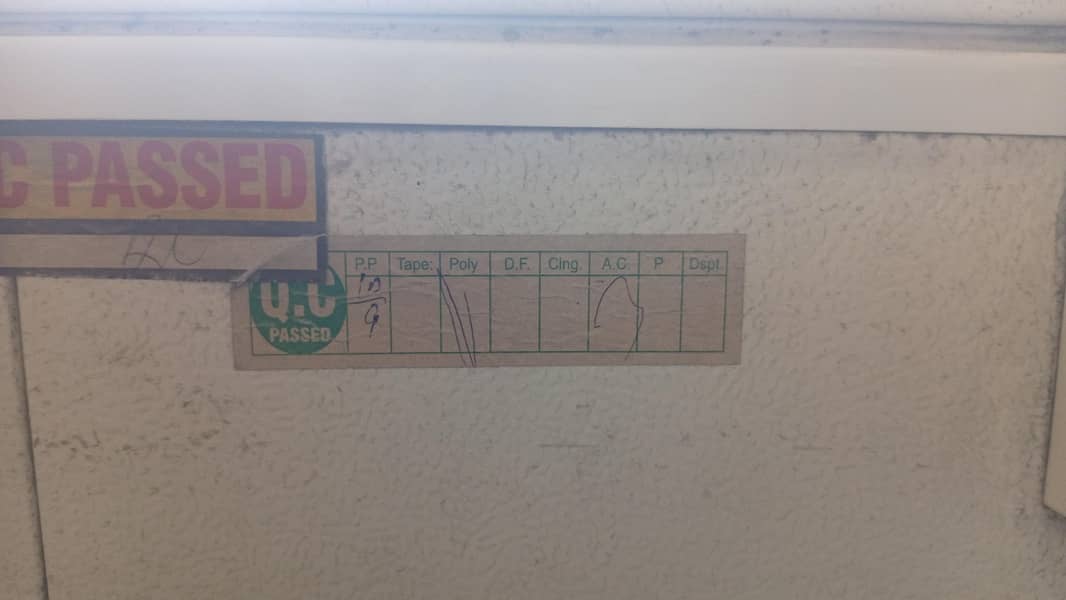 C PASSED
Q.C PASSED
P.P Tape: Poly D.F. Clng. A.C. P Dspt